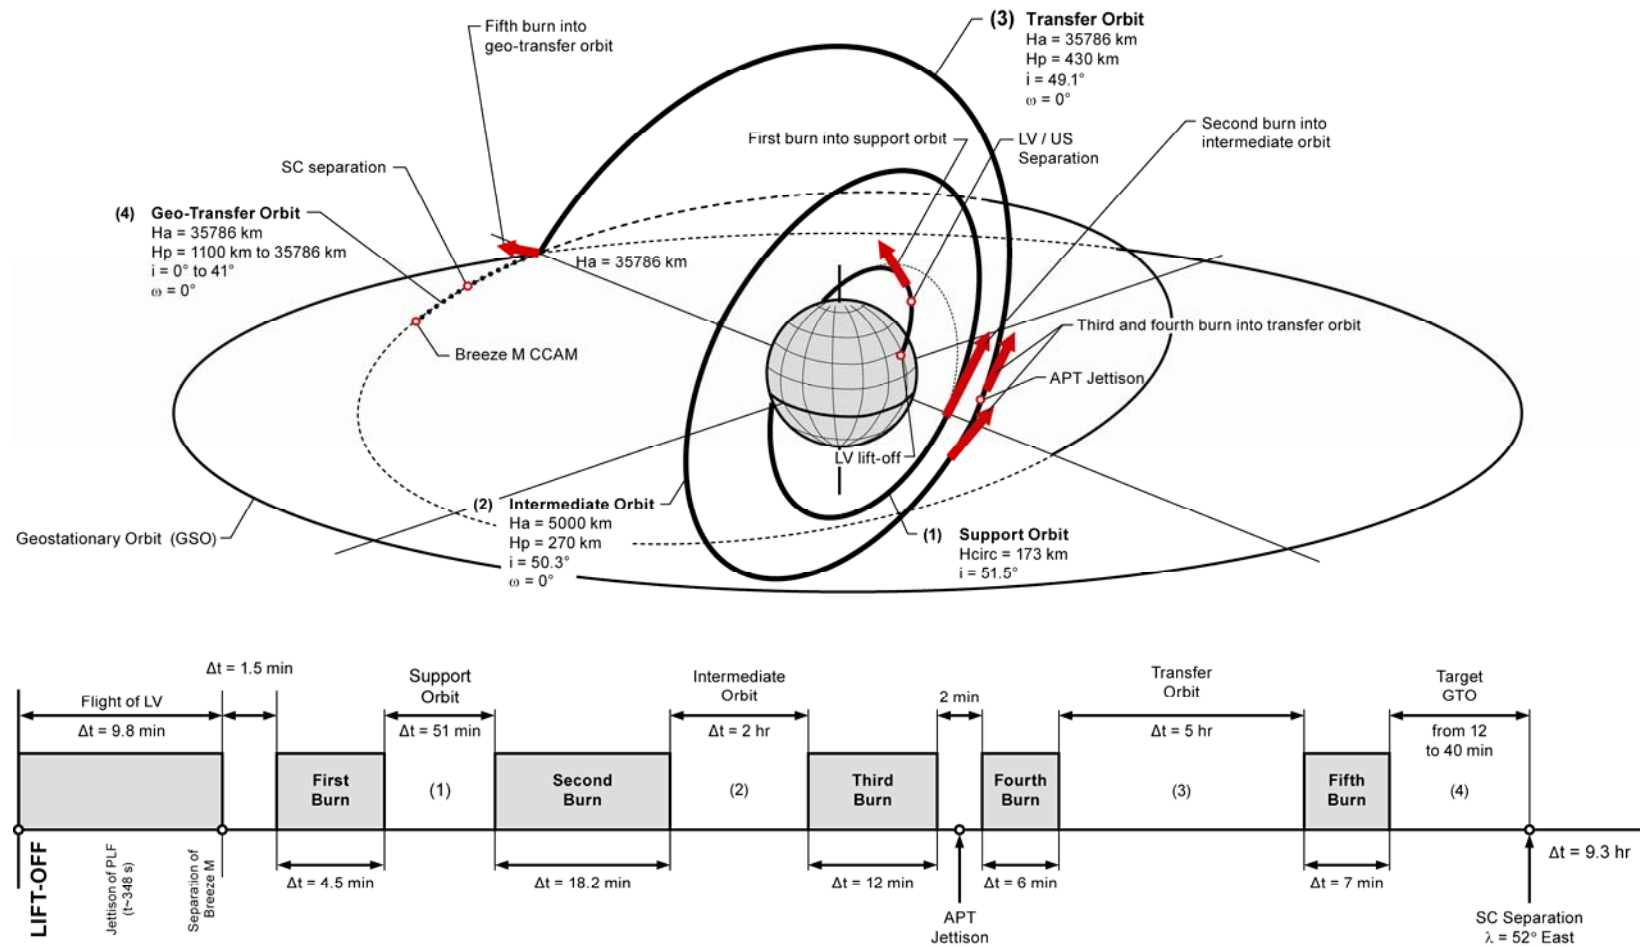 Fifth burn into
geo-transfer orbit
(3) Transfer Orbit
Ha = 35786 km
Hp = 430 km
i = 49.1°
ω = 0°
First burn into support orbit
LV / US
Separation
Second burn into
intermediate orbit
SC separation
(4) Geo-Transfer Orbit
Ha = 35786 km
Hp = 1100 km to 35786 km
i = 0° to 41°
ω = 0°
Ha = 35786 km
Breeze M CCAM
Third and fourth burn into transfer orbit
APT Jettison
LV lift-off
(2) Intermediate Orbit
Ha = 5000 km
Hp = 270 km
i = 50.3°
ω = 0°
(1) Support Orbit
Hcirc = 173 km
i = 51.5°
Geostationary Orbit (GSO)
Δt = 1.5 min
Flight of LV
Δt = 9.8 min
Support
Orbit
Δt = 51 min
Intermediate
Orbit
Δt = 2 hr
2 min
Transfer
Orbit
Δt = 5 hr
Target
GTO
from 12
to 40 min
First
Burn
(1)
Second
Burn
(2)
Third
Burn
Fourth
Burn
(3)
Fifth
Burn
(4)
LIFT-OFF
Jettison of PLF
(t~348 s)
Separation of
Breeze M
Δt = 4.5 min
Δt = 18.2 min
Δt = 12 min
Δt = 6 min
Δt = 7 min
Δt = 9.3 hr
APT
Jettison
SC Separation
λ = 52° East